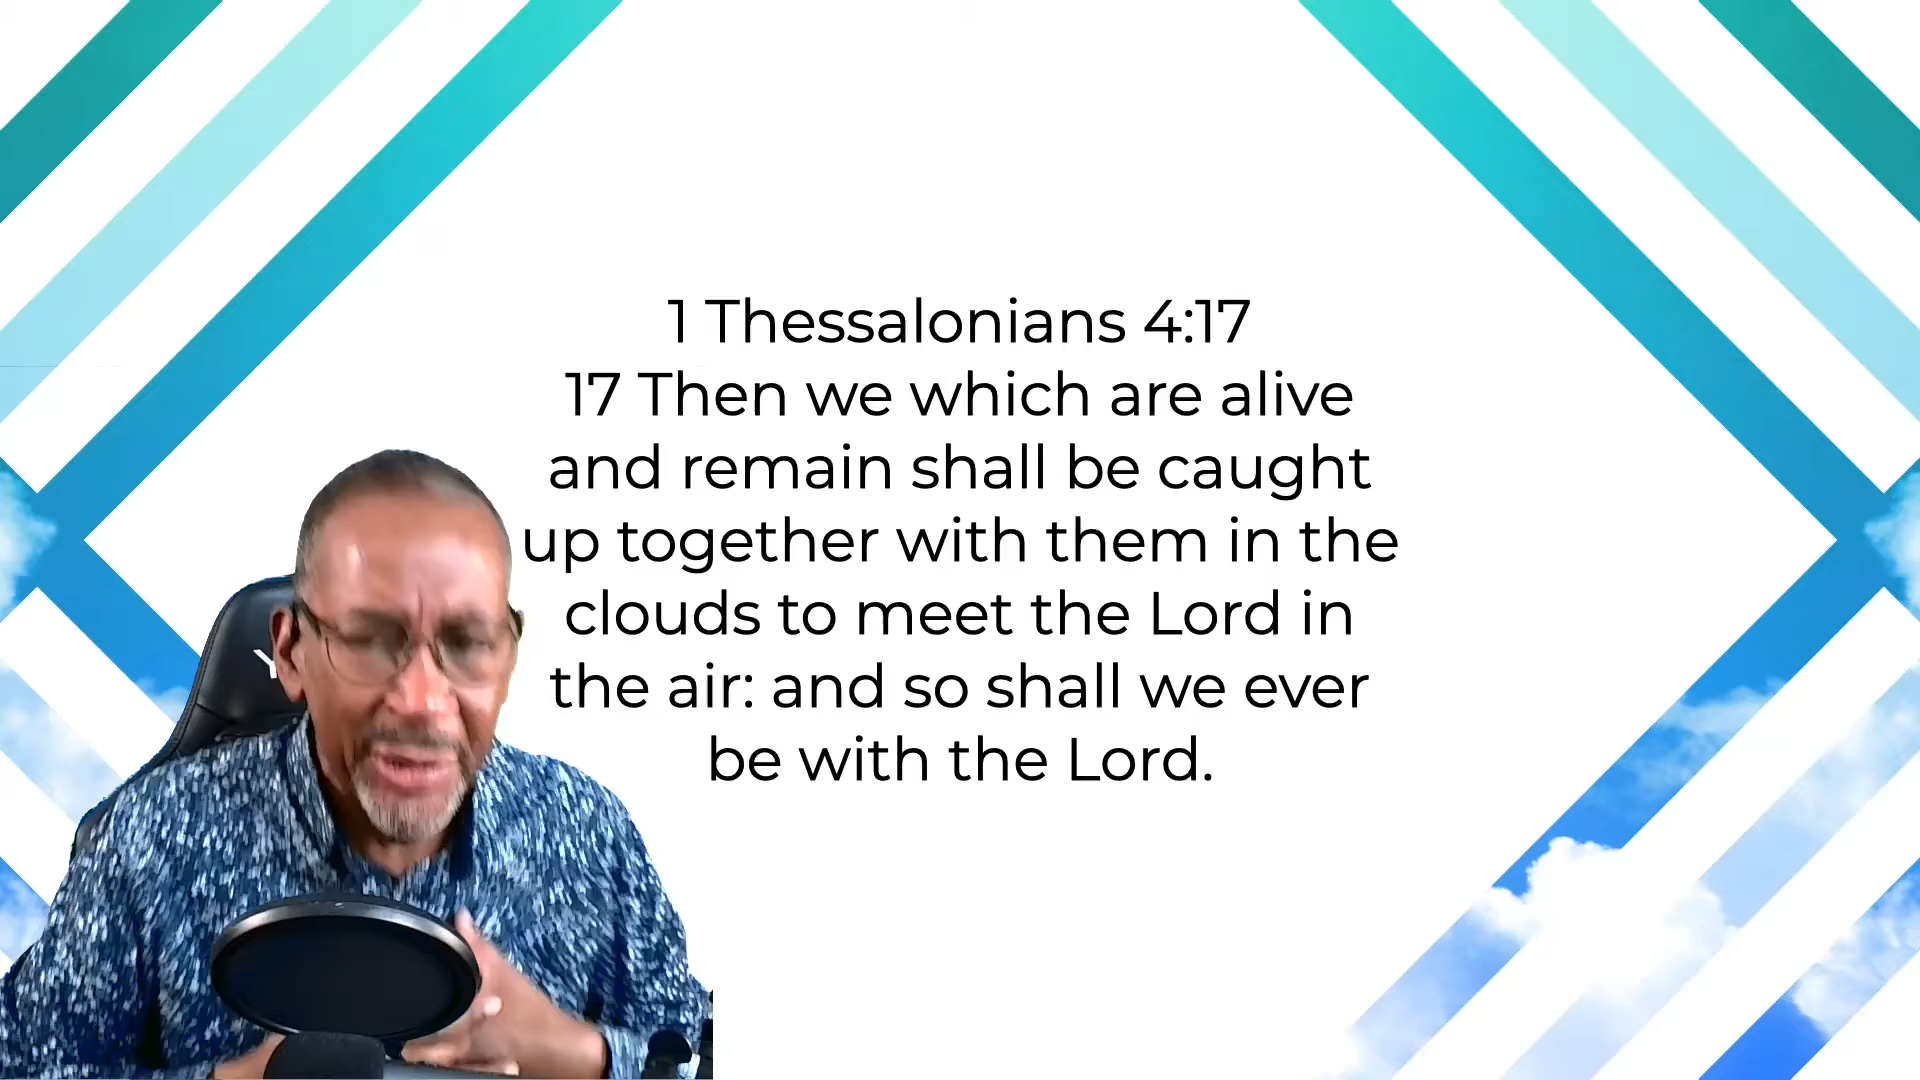 1 Thessalonians 4:17
17 Then we which are alive
and remain shall be caught
up together with them in the
clouds to meet the Lord in
the air: and so shall we ever
be with the Lord.